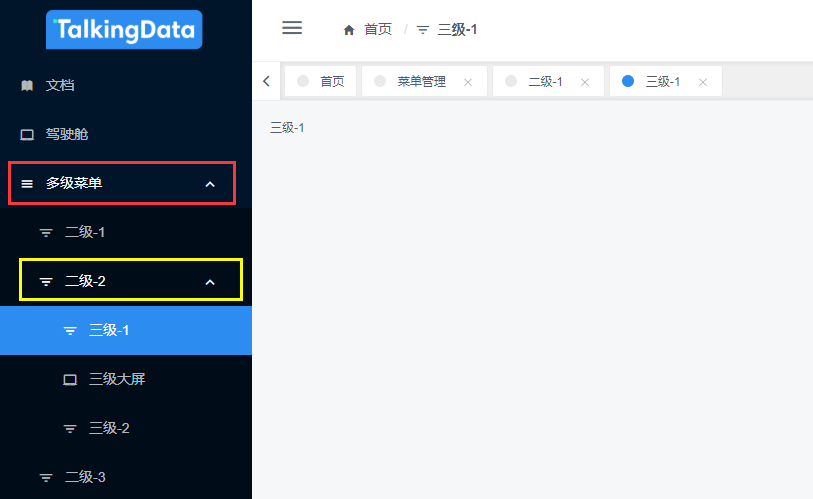 TalkingData
文档
驾驶舱
多级菜单
二级-1
二级-2
三级-1
三级大屏
三级-2
二级-3
首页 / 三级-1
首页 菜单管理 二级-1 三级-1
三级-1